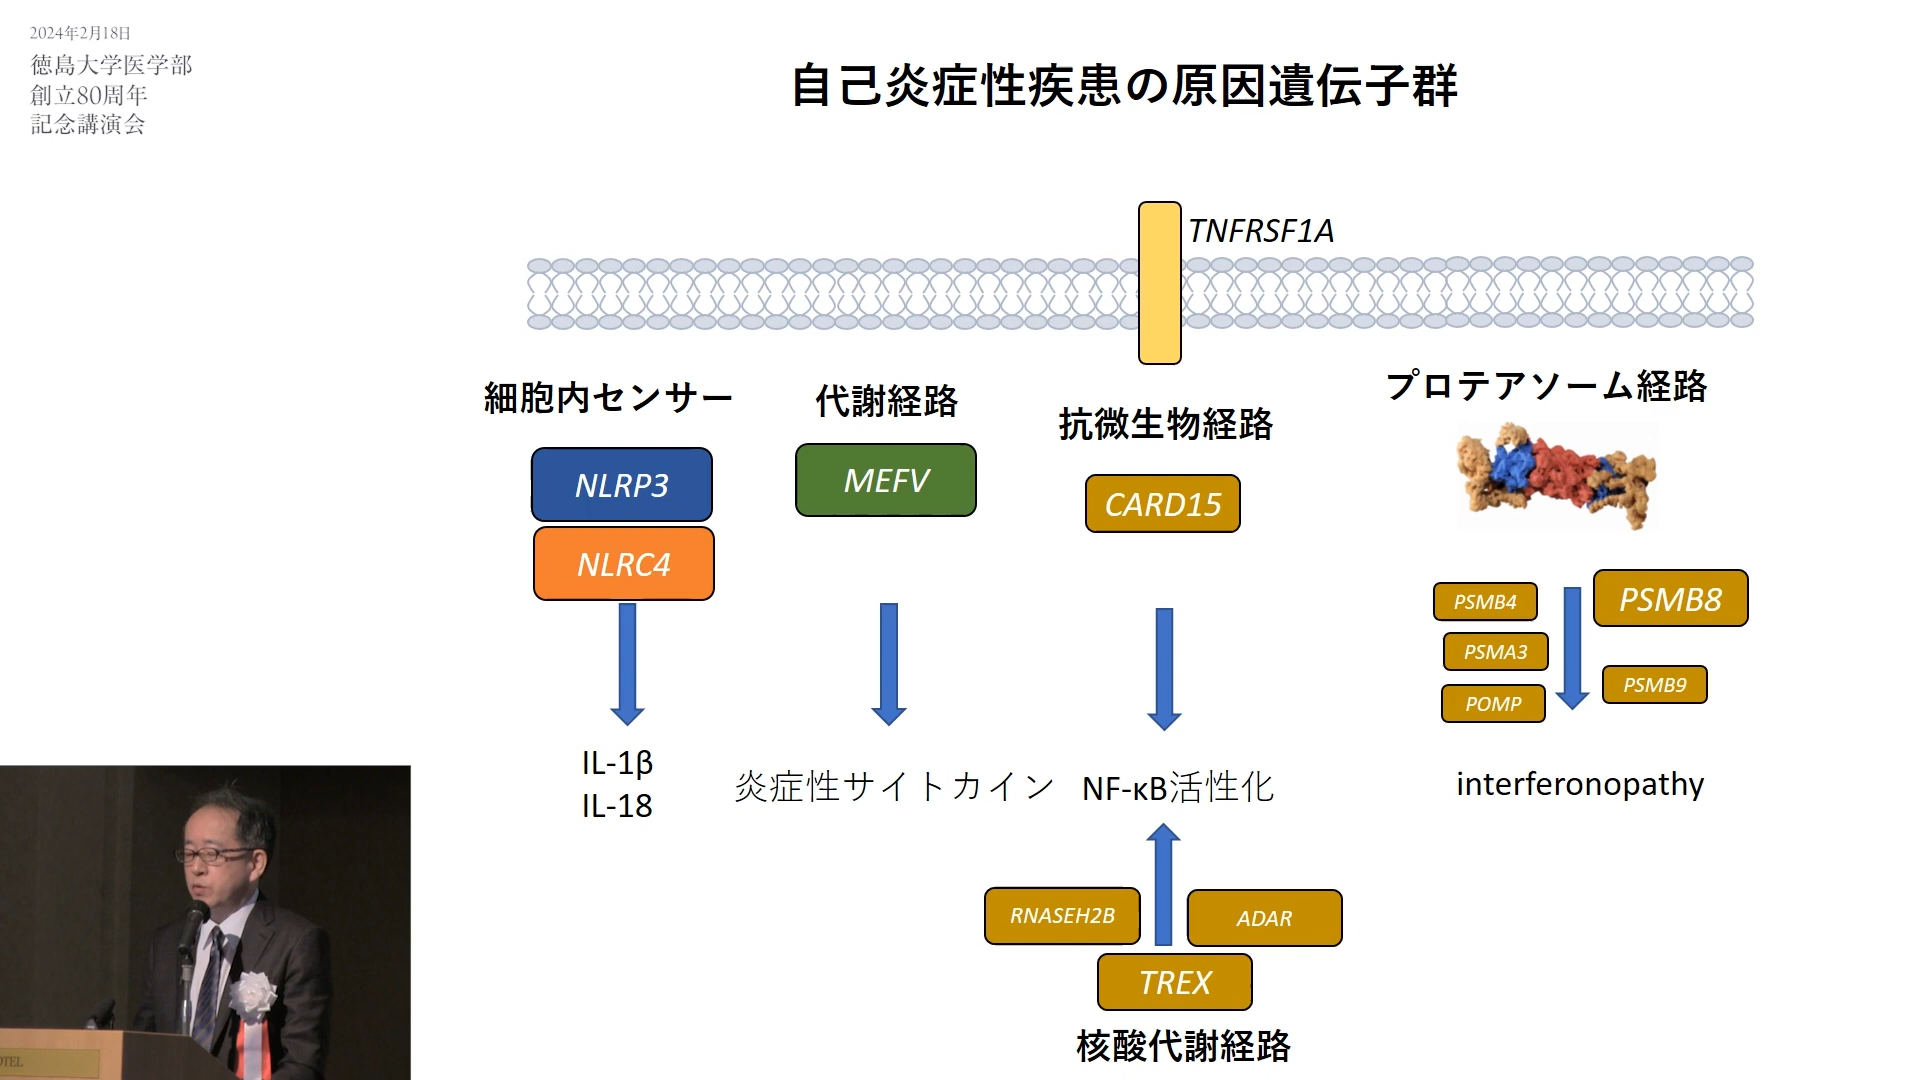 2024年2月18日
徳島大学医学部
創立80周年
記念講演会
自己炎症性疾患の原因遺伝子群
TNFRSF1A
細胞内センサー
代謝経路
抗微生物経路
プロテアソーム経路
NLRP3
NLRC4
MEFV
CARD15
PSMB4
PSMA3
POMP
PSMB8
PSMB9
IL-1β
IL-18
炎症性サイトカイン
NF-κB活性化
interferonopathy
RNASEH2B
ADAR
TREX
核酸代謝経路